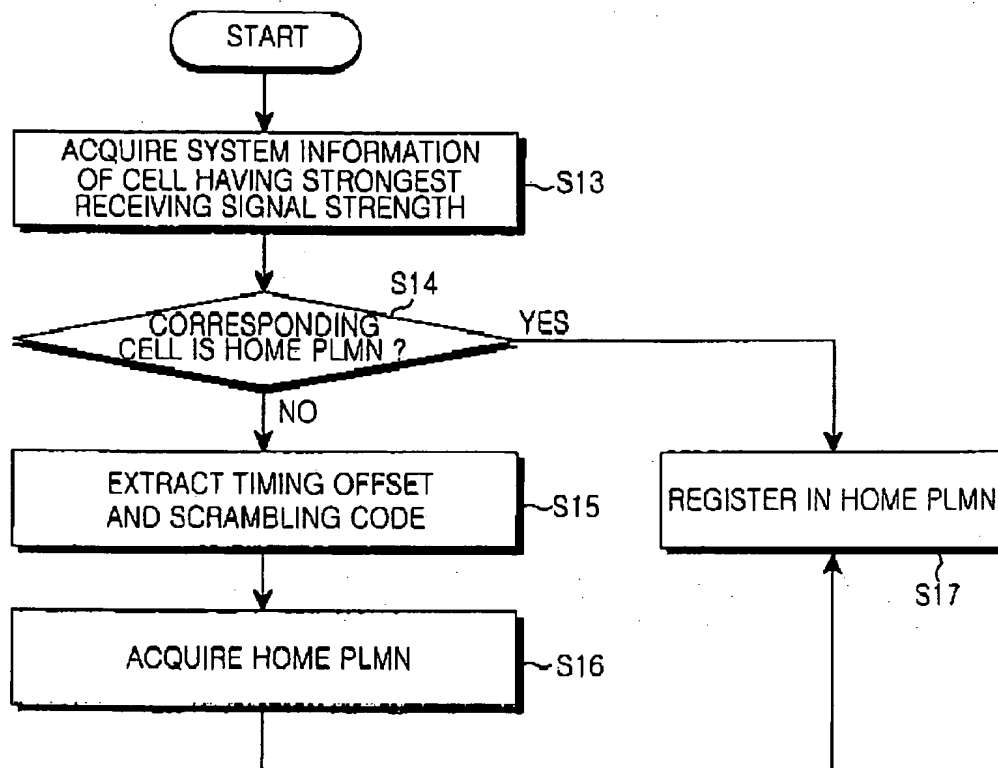 START
ACQUIRE SYSTEM INFORMATION
OF CELL HAVING STRONGEST
RECEIVING SIGNAL STRENGTH
S13
S14
CORRESPONDING
CELL IS HOME PLMN ?
YES
NO
EXTRACT TIMING OFFSET
AND SCRAMBLING CODE
S15
REGISTER IN HOME PLMN
S17
ACQUIRE HOME PLMN
S16